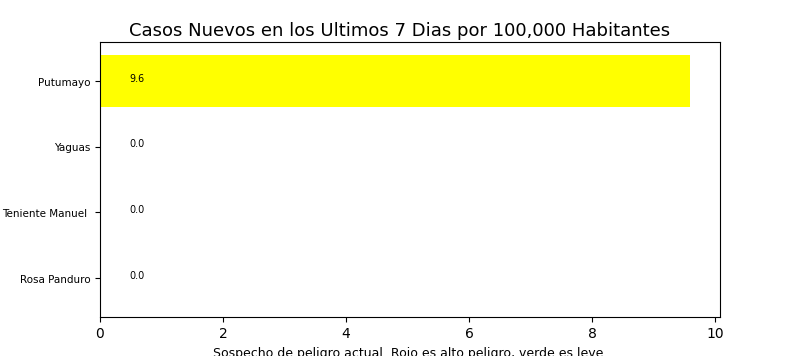 Casos Nuevos en los Ultimos 7 Dias por 100,000 Habitantes
Putumayo 9.6
Yaguas 0.0
Teniente Manuel 0.0
Rosa Panduro 0.0
0 2 4 6 8 10
Sospecho de peligro actual. Rojo es alto peligro, verde es leve